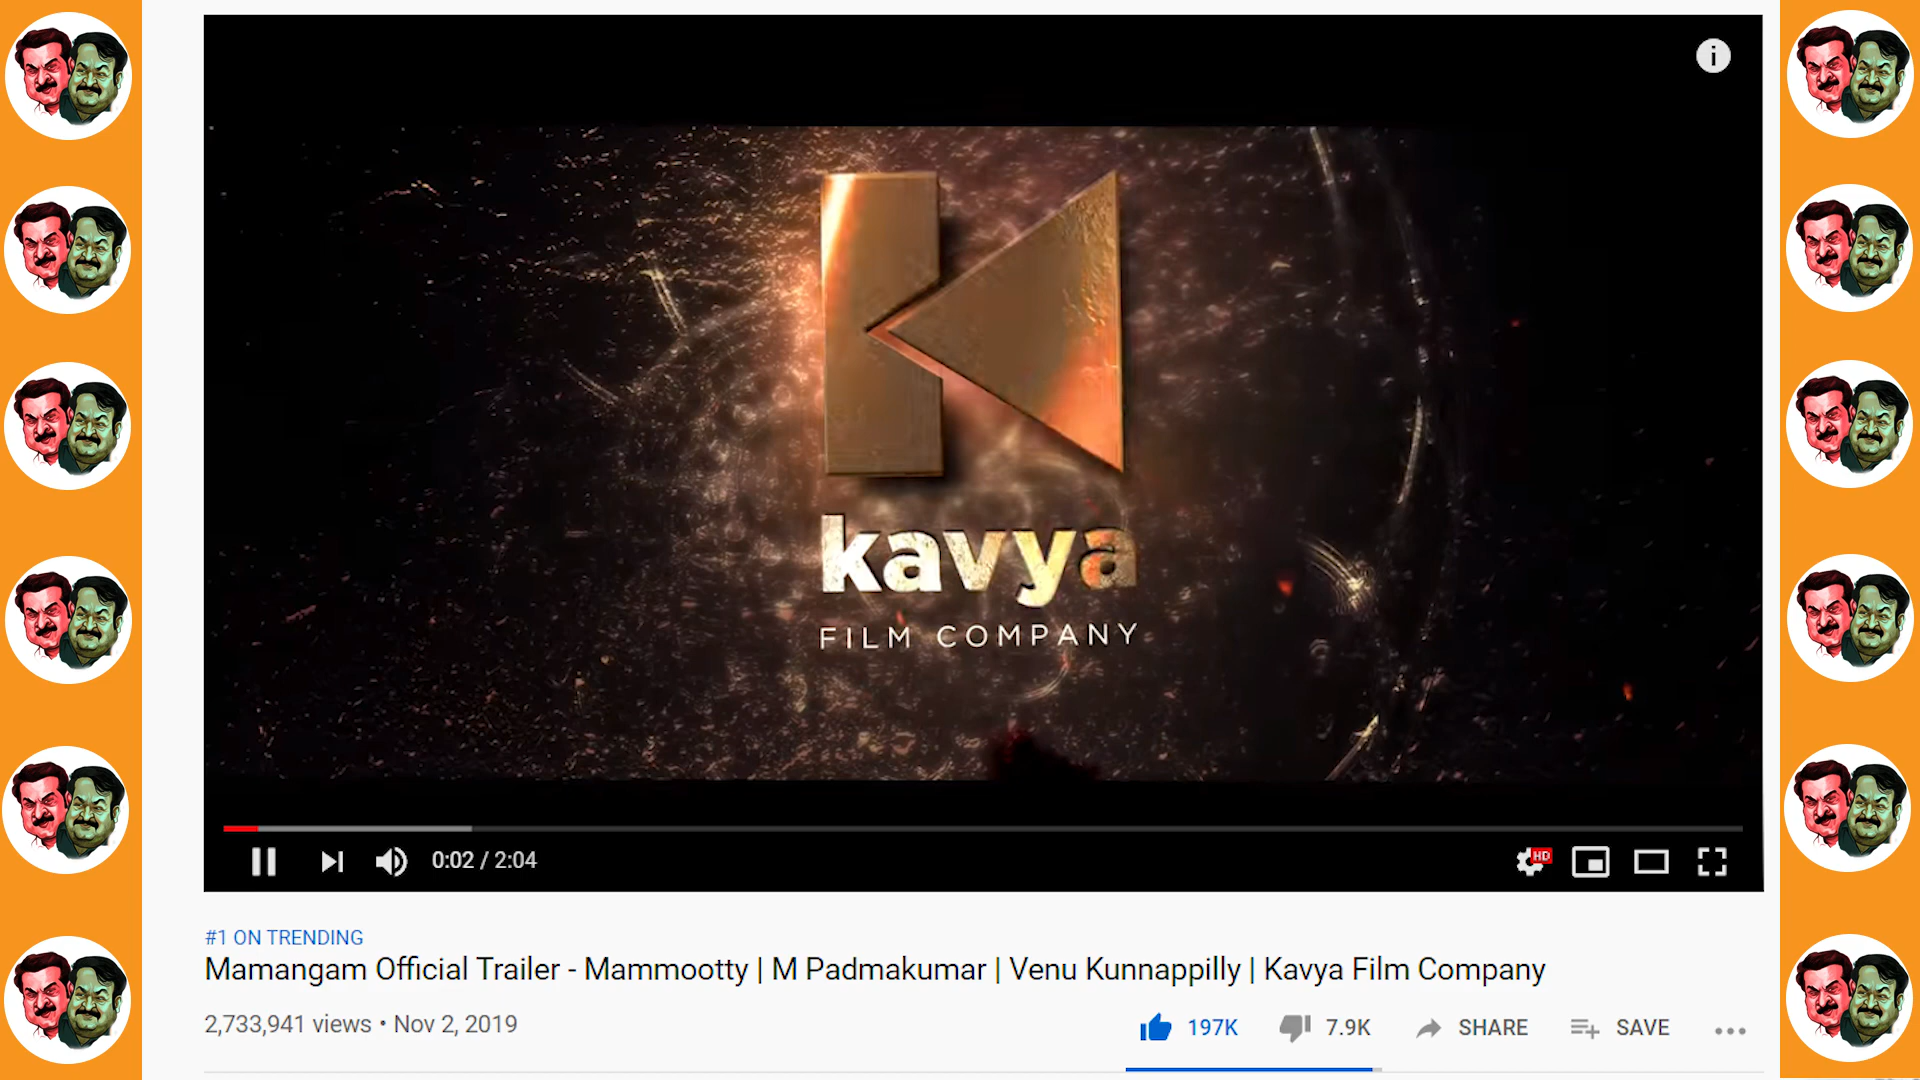 i
kavya
FILM COMPANY
0:02 / 2:04
HD
#1 ON TRENDING
Mamangam Official Trailer - Mammootty | M Padmakumar | Venu Kunnappilly | Kavya Film Company
2,733,941 views • Nov 2, 2019
197K 7.9K SHARE SAVE